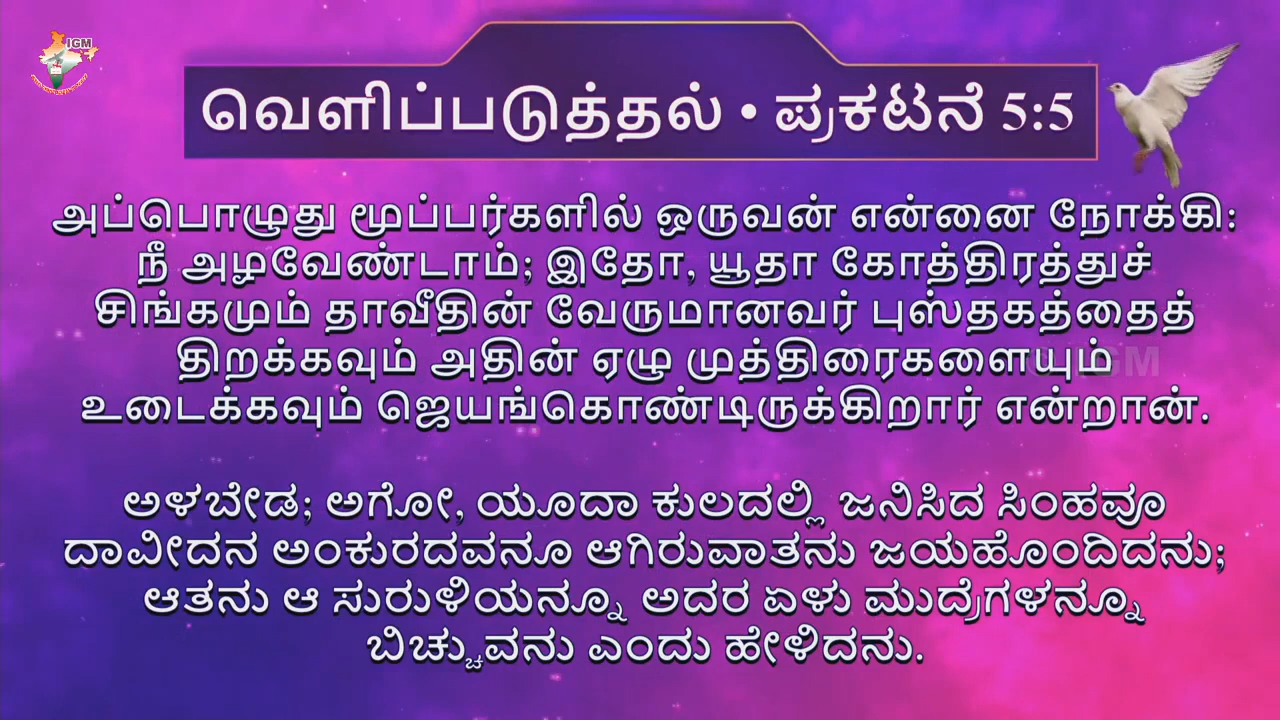 IGM
வெளிப்படுத்தல் • ಪ್ರಕಟನೆ 5:5
அப்பொழுது மூப்பர்களில் ஒருவன் என்னை நோக்கி:
நீ அழவேண்டாம்; இதோ, யூதா கோத்திரத்துச்
சிங்கமும் தாவீதின் வேருமானவர் புஸ்தகத்தைத்
திறக்கவும் அதின் ஏழு முத்திரைகளையும்
உடைக்கவும் ஜெயங்கொண்டிருக்கிறார் என்றான்.
ಅಳಬೇಡ; ಅಗೋ, ಯೂದಾ ಕುಲದಲ್ಲಿ ಜನಿಸಿದ ಸಿಂಹವೂ
ದಾವೀದನ ಅಂಕುರದವನೂ ಆಗಿರುವಾತನು ಜಯಹೊಂದಿದನು;
ಆತನು ಆ ಸುರುಳಿಯನ್ನೂ ಅದರ ಏಳು ಮುದ್ರೆಗಳನ್ನೂ
ಬಿಚ್ಚುವನು ಎಂದು ಹೇಳಿದನು.